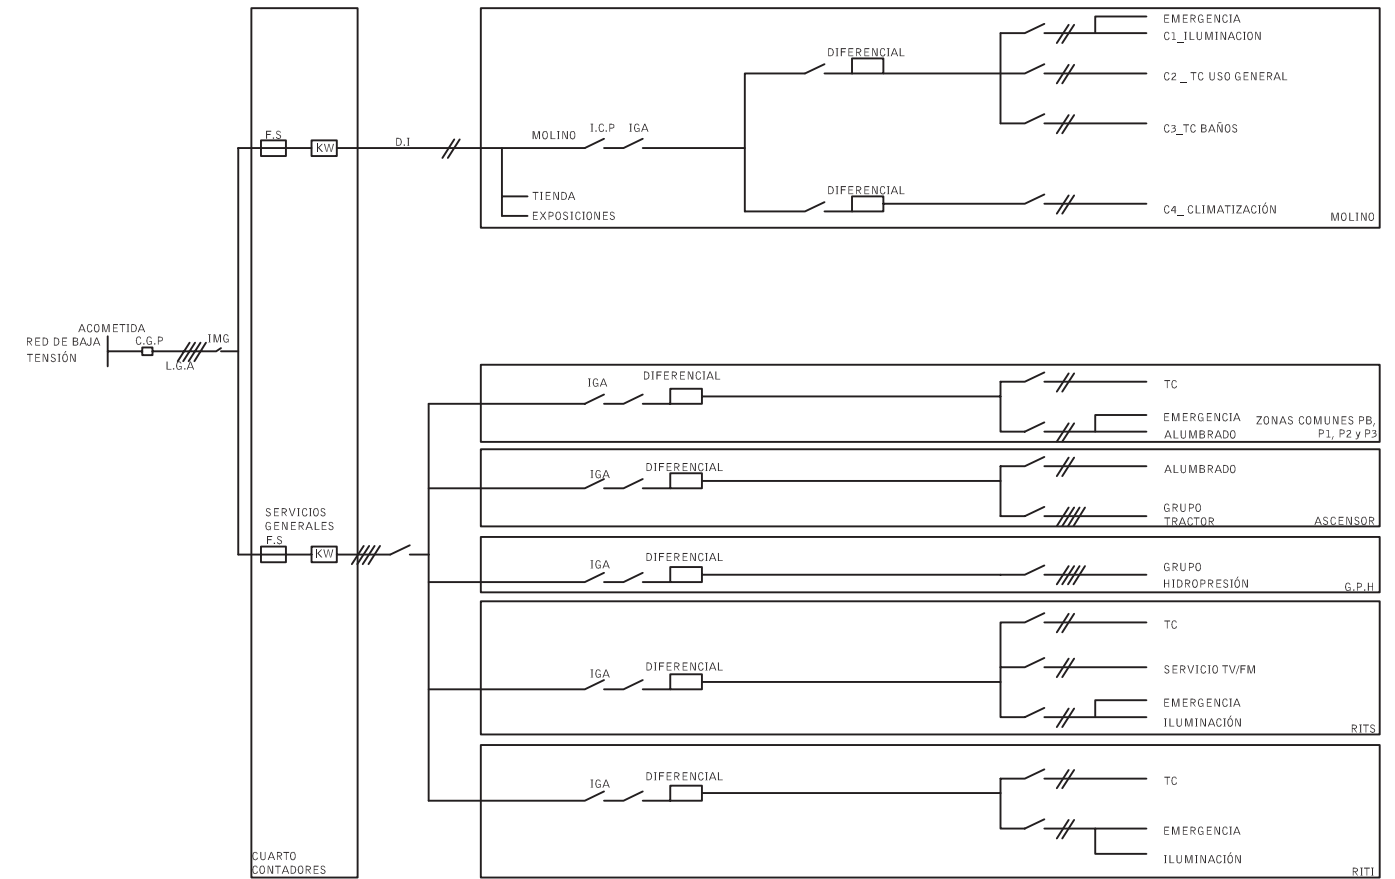 EMERGENCIA
C1_ILUMINACION
DIFERENCIAL
C2 _ TC USO GENERAL
F.S
KW
D.I
MOLINO
I.C.P
IGA
C3_TC BAÑOS
TIENDA
EXPOSICIONES
DIFERENCIAL
C4_ CLIMATIZACIÓN
MOLINO
ACOMETIDA
RED DE BAJA
TENSIÓN
C.G.P
L.G.A
IMG
IGA
DIFERENCIAL
TC
EMERGENCIA
ALUMBRADO
ZONAS COMUNES PB,
P1, P2 y P3
IGA
DIFERENCIAL
ALUMBRADO
GRUPO
TRACTOR
ASCENSOR
SERVICIOS
GENERALES
F.S
KW
IGA
DIFERENCIAL
GRUPO
HIDROPRESIÓN
G.P.H
IGA
DIFERENCIAL
TC
SERVICIO TV/FM
EMERGENCIA
ILUMINACIÓN
RITS
IGA
DIFERENCIAL
TC
EMERGENCIA
ILUMINACIÓN
RITI
CUARTO
CONTADORES